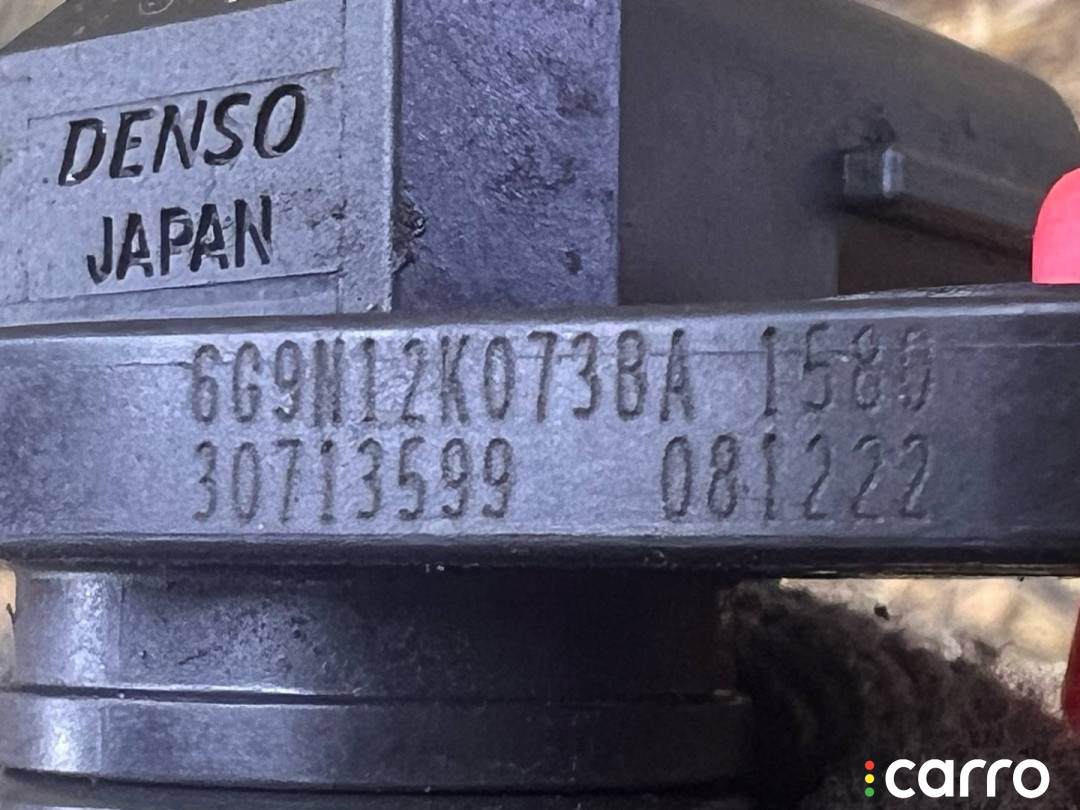 DENSO
JAPAN
6G9N12K073BA 1580
30713599 081222
carro